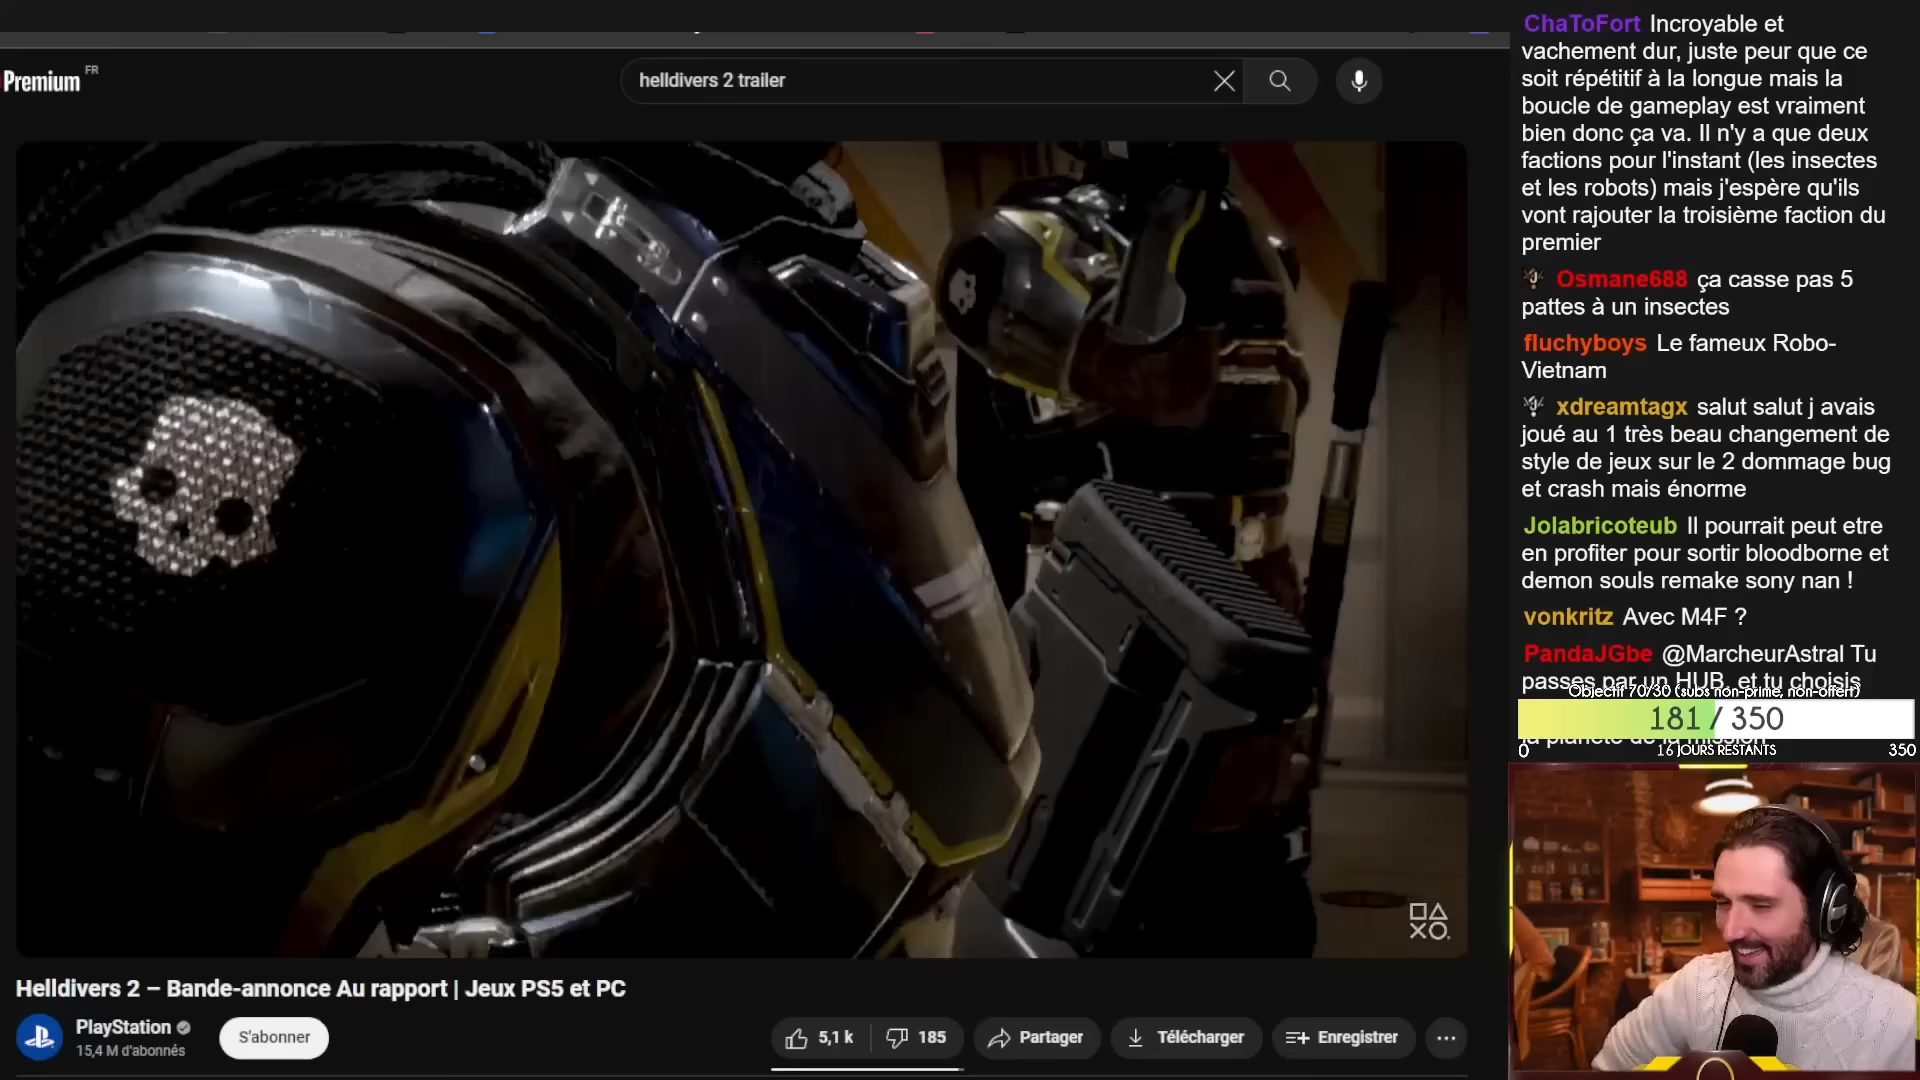 Premium FR
helldivers 2 trailer
Helldivers 2 – Bande-annonce Au rapport | Jeux PS5 et PC
PlayStation
15,4 M d'abonnés
S'abonner
5,1 k
185
Partager
Télécharger
Enregistrer
ChaToFort Incroyable et
vachement dur, juste peur que ce
soit répétitif à la longue mais la
boucle de gameplay est vraiment
bien donc ça va. Il n'y a que deux
factions pour l'instant (les insectes
et les robots) mais j'espère qu'ils
vont rajouter la troisième faction du
premier
Osmane688 ça casse pas 5
pattes à un insectes
fluchyboys Le fameux Robo-
Vietnam
xdreamtagx salut salut j avais
joué au 1 très beau changement de
style de jeux sur le 2 dommage bug
et crash mais énorme
Jolabricoteub Il pourrait peut etre
en profiter pour sortir bloodborne et
demon souls remake sony nan !
vonkritz Avec M4F ?
PandaJGbe @MarcheurAstral Tu
passes par un HUB, et tu choisis
Objectif 70/30 (subs non-prime, non-offert)
181 / 350
la planète de la mission
0
16 JOURS RESTANTS
350